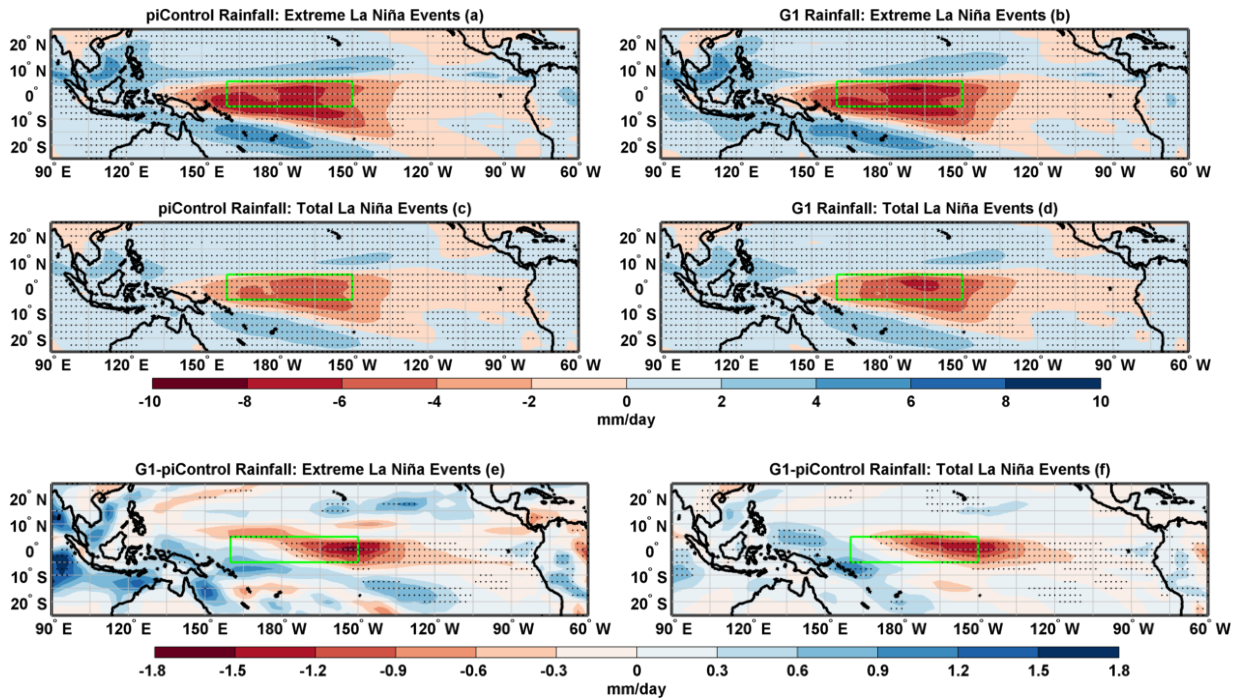 piControl Rainfall: Extreme La Niña Events (a)
G1 Rainfall: Extreme La Niña Events (b)
20° N
10° N
0°
10° S
20° S
90° E 120° E 150° E 180° W 150° W 120° W 90° W 60° W
20° N
10° N
0°
10° S
20° S
90° E 120° E 150° E 180° W 150° W 120° W 90° W 60° W
piControl Rainfall: Total La Niña Events (c)
G1 Rainfall: Total La Niña Events (d)
20° N
10° N
0°
10° S
20° S
90° E 120° E 150° E 180° W 150° W 120° W 90° W 60° W
20° N
10° N
0°
10° S
20° S
90° E 120° E 150° E 180° W 150° W 120° W 90° W 60° W
-10 -8 -6 -4 -2 0 2 4 6 8 10
mm/day
G1-piControl Rainfall: Extreme La Niña Events (e)
G1-piControl Rainfall: Total La Niña Events (f)
20° N
10° N
0°
10° S
20° S
90° E 120° E 150° E 180° W 150° W 120° W 90° W 60° W
20° N
10° N
0°
10° S
20° S
90° E 120° E 150° E 180° W 150° W 120° W 90° W 60° W
-1.8 -1.5 -1.2 -0.9 -0.6 -0.3 0 0.3 0.6 0.9 1.2 1.5 1.8
mm/day